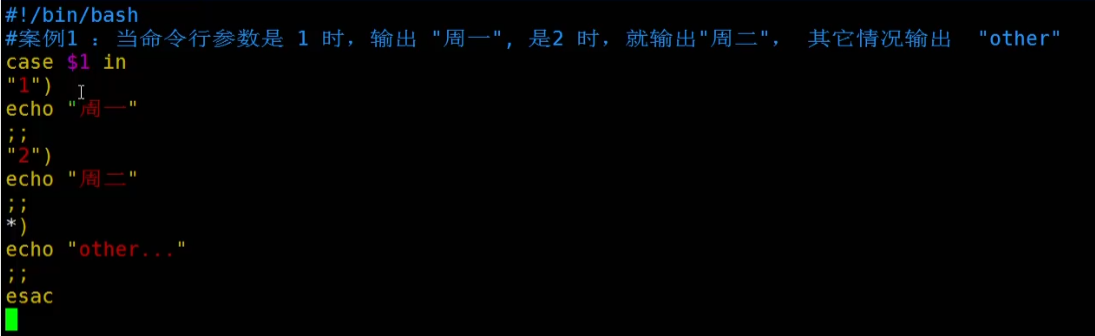 #!/bin/bash
#案例1 ：当命令行参数是 1 时，输出 "周一", 是2 时，就输出"周二"， 其它情况输出  "other"
case $1 in
"1")
echo "周一"
;;
"2")
echo "周二"
;;
*)
echo "other..."
;;
esac